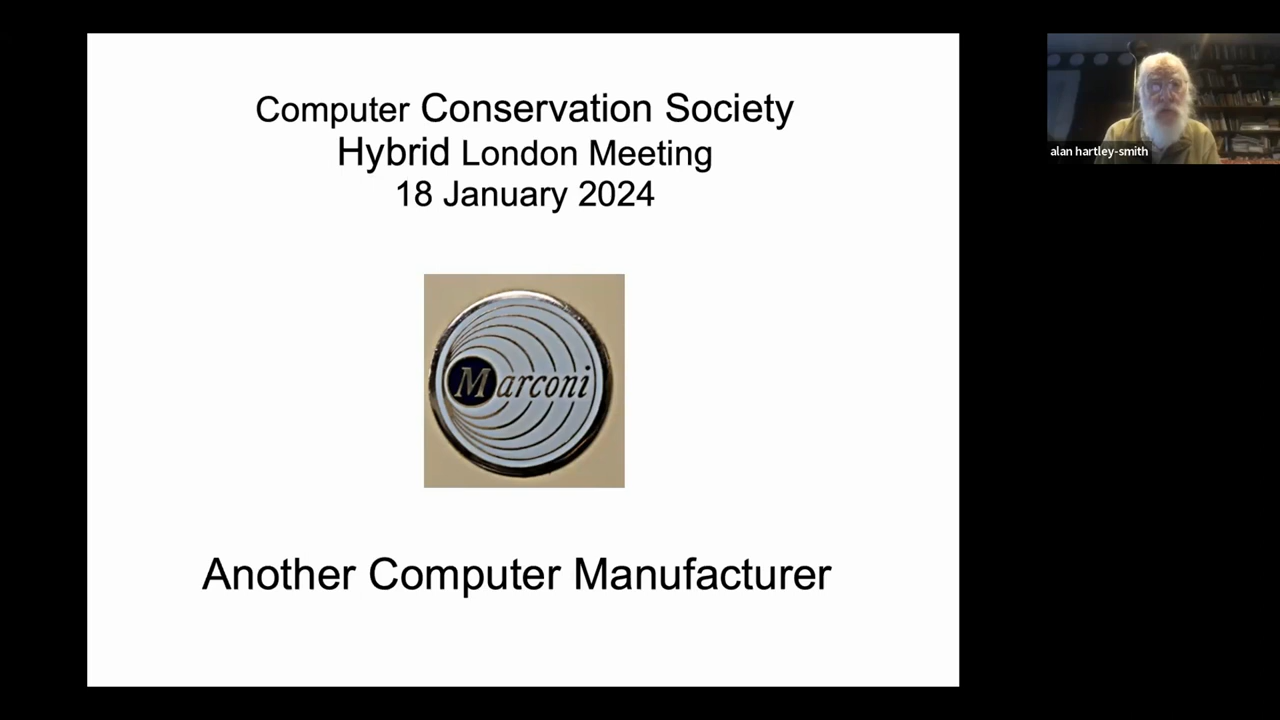 Computer Conservation Society
Hybrid London Meeting
18 January 2024
Marconi
Another Computer Manufacturer
alan hartley-smith